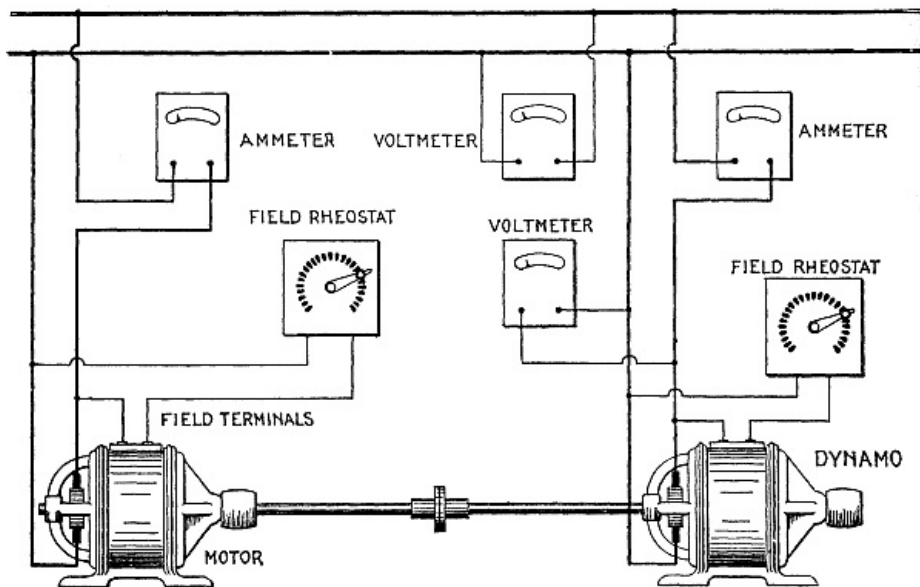 AMMETER
VOLTMETER
AMMETER
FIELD RHEOSTAT
VOLTMETER
FIELD RHEOSTAT
FIELD TERMINALS
DYNAMO
MOTOR